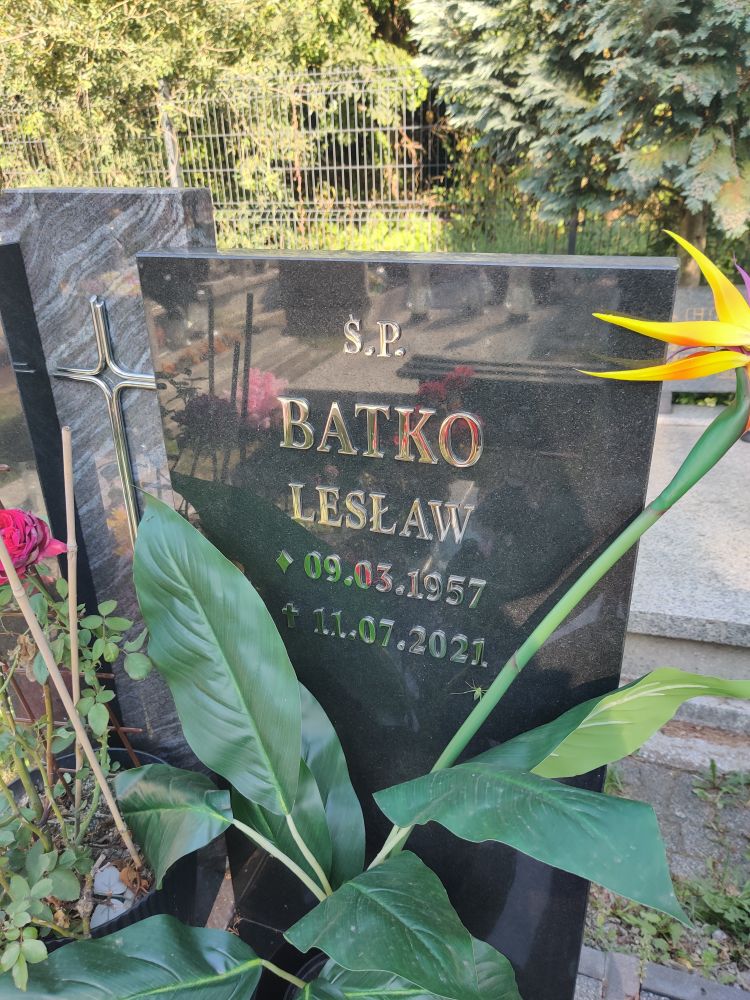 Ś.P.
BATKO
LESŁAW
09.03.1957
11.07.2021